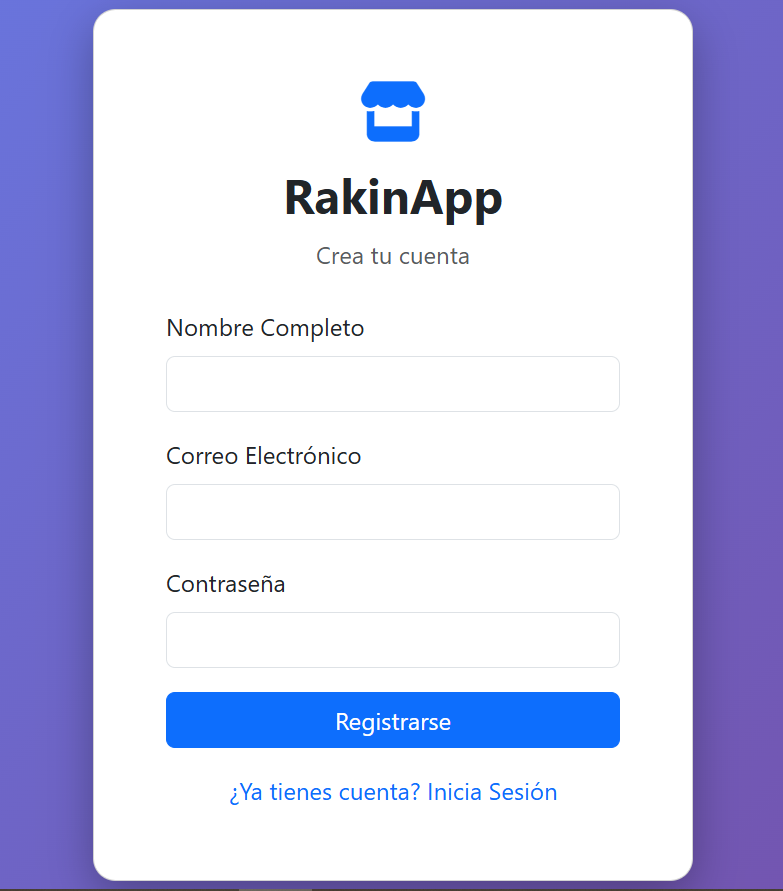 RakinApp
Crea tu cuenta
Nombre Completo
Correo Electrónico
Contraseña
Registrarse
¿Ya tienes cuenta? Inicia Sesión